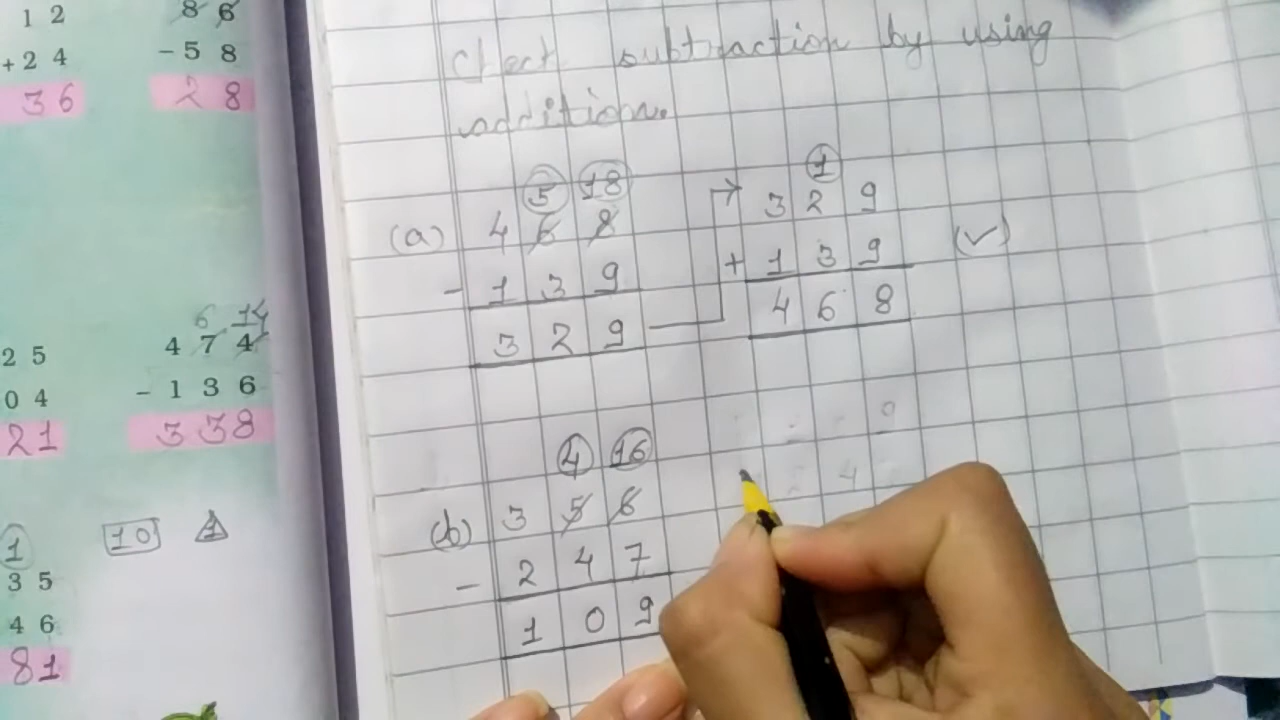 1 2
+ 2 4
3 6
8 6
- 5 8
2 8
2 5
0 4
2 1
6 14
4 7 4
- 1 3 6
3 3 8
1
3 5
4 6
8 1
10 1
subtraction by using
addition.
5 18
(a) 4 6 8
- 1 3 9
3 2 9
1
3 2 9
+ 1 3 9 (✓)
4 6 8
4 16
(b) 3 5 6
- 2 4 7
1 0 9